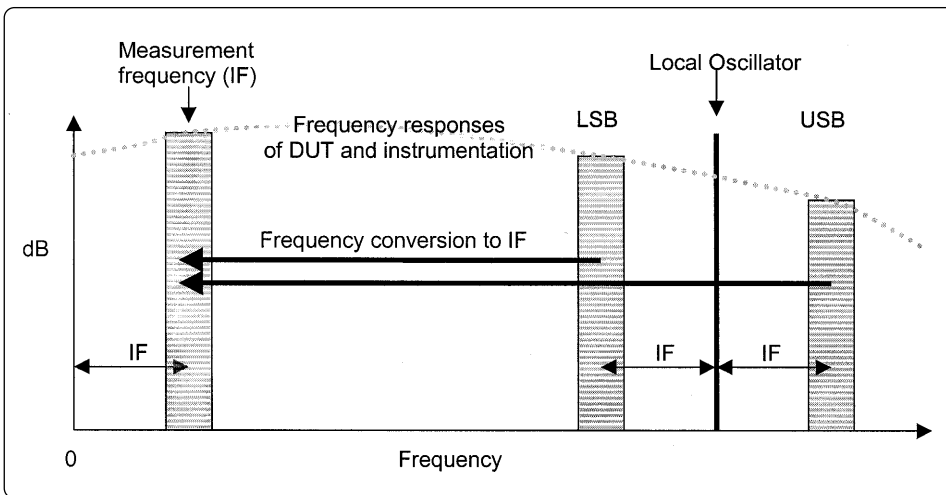 Measurement
frequency (IF)
Local Oscillator
Frequency responses
of DUT and instrumentation
LSB
USB
dB
Frequency conversion to IF
IF
IF
IF
0
Frequency